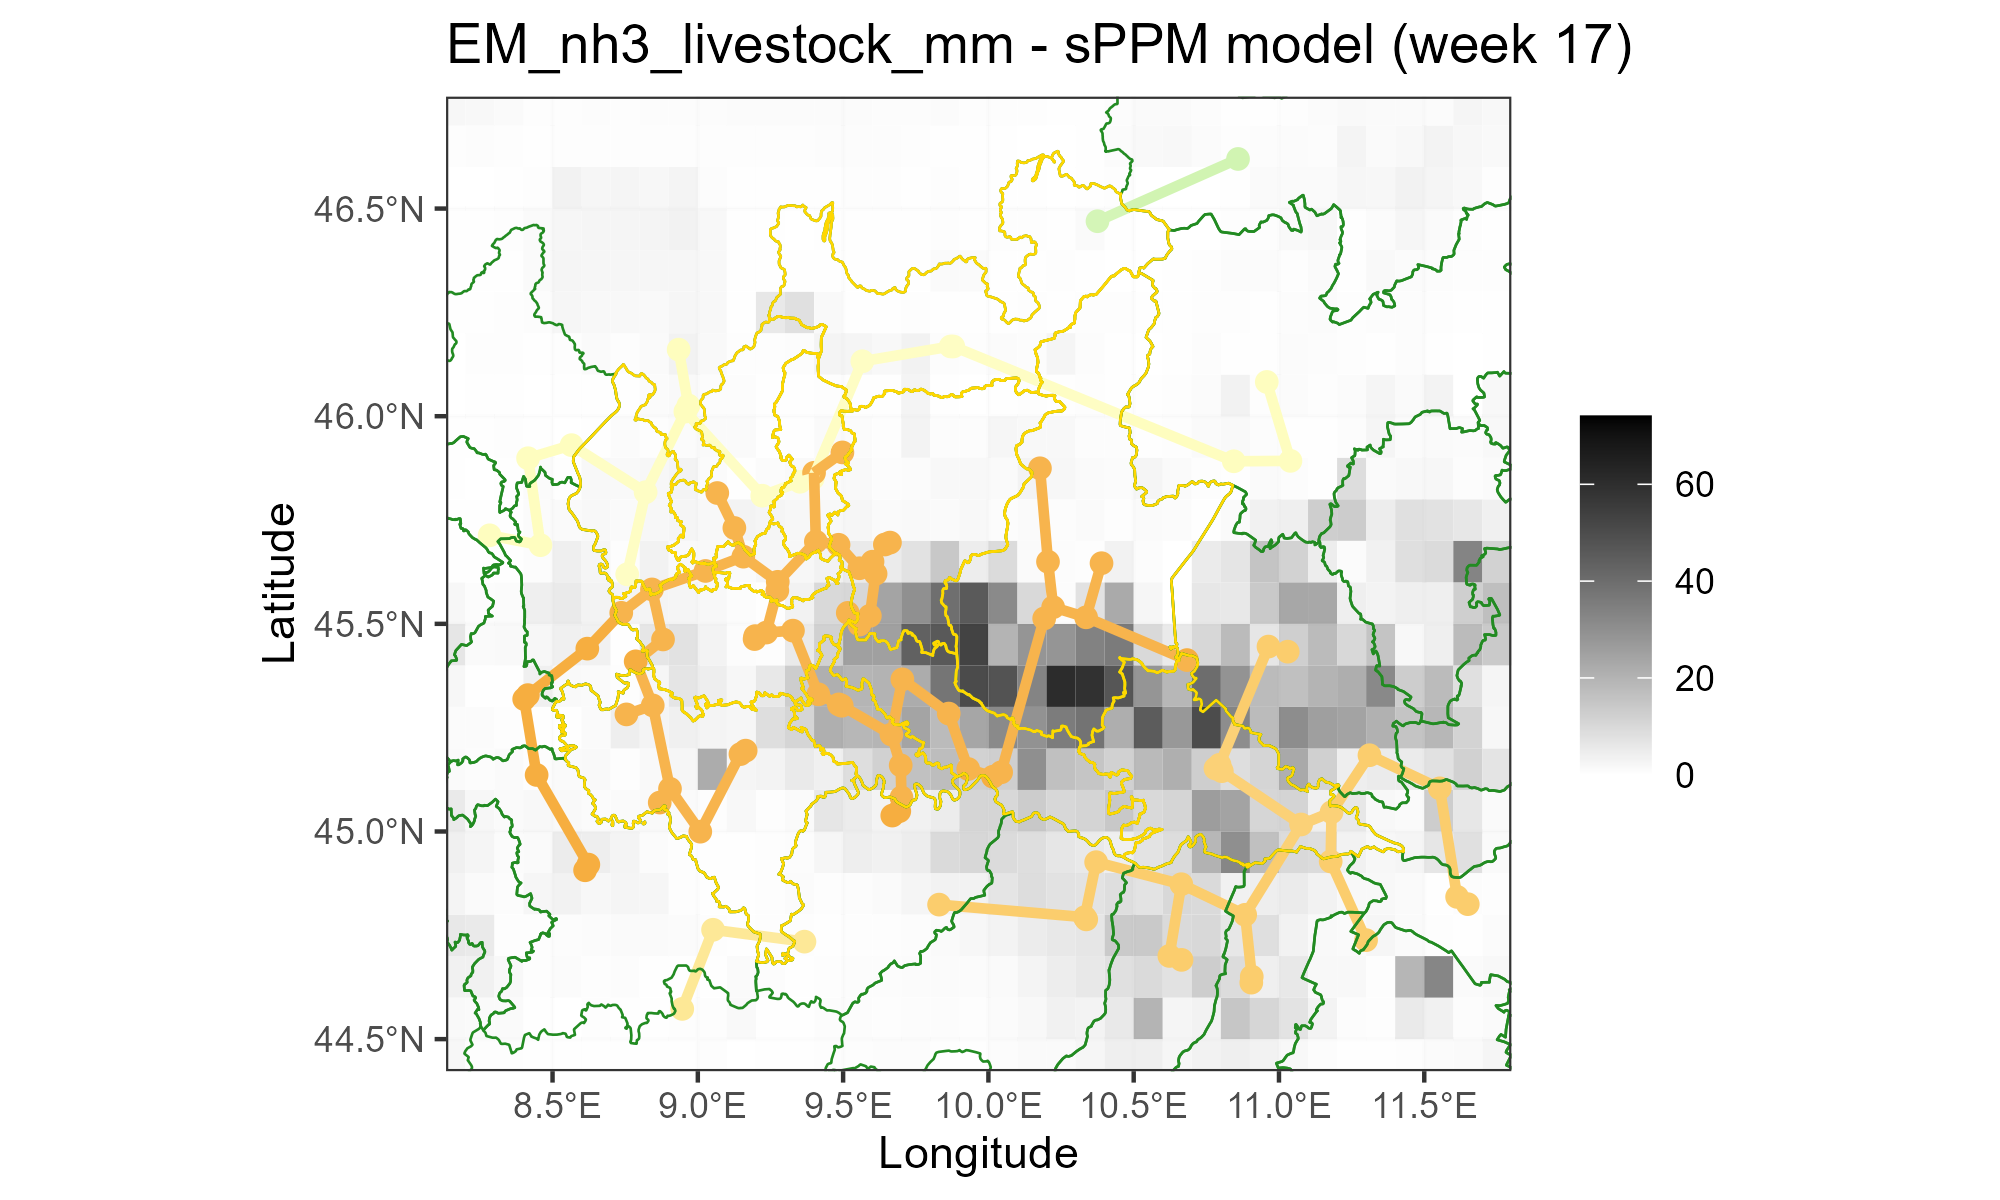 EM_nh3_livestock_mm - sPPM model (week 17)
46.5°N
46.0°N
45.5°N
45.0°N
44.5°N
Latitude
8.5°E
9.0°E
9.5°E
10.0°E
10.5°E
11.0°E
11.5°E
Longitude
60
40
20
0